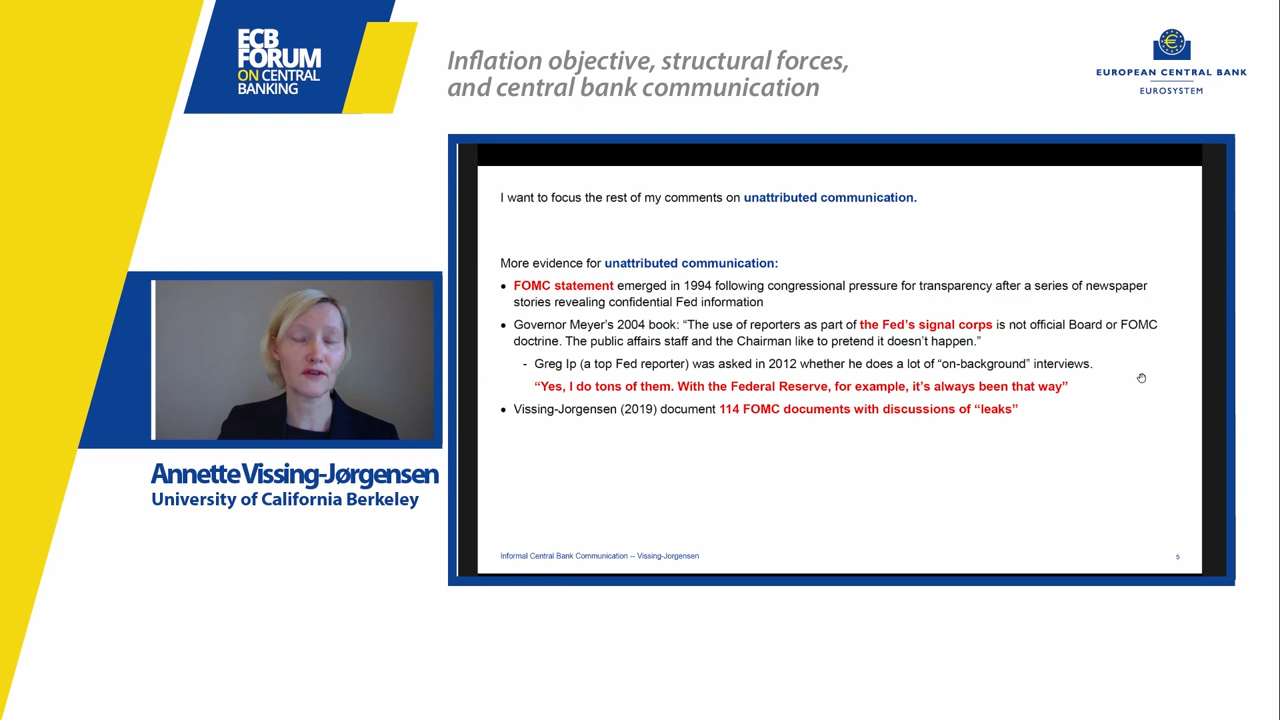 ECB
FORUM
ON CENTRAL
BANKING
Inflation objective, structural forces,
and central bank communication
EUROPEAN CENTRAL BANK
EUROSYSTEM
I want to focus the rest of my comments on unattributed communication.
More evidence for unattributed communication:
• FOMC statement emerged in 1994 following congressional pressure for transparency after a series of newspaper
stories revealing confidential Fed information
• Governor Meyer's 2004 book: “The use of reporters as part of the Fed's signal corps is not official Board or FOMC
doctrine. The public affairs staff and the Chairman like to pretend it doesn't happen.”
- Greg Ip (a top Fed reporter) was asked in 2012 whether he does a lot of “on-background” interviews.
“Yes, I do tons of them. With the Federal Reserve, for example, it's always been that way”
• Vissing-Jorgensen (2019) document 114 FOMC documents with discussions of “leaks”
Informal Central Bank Communication -- Vissing-Jorgensen
5
Annette Vissing-Jørgensen
University of California Berkeley